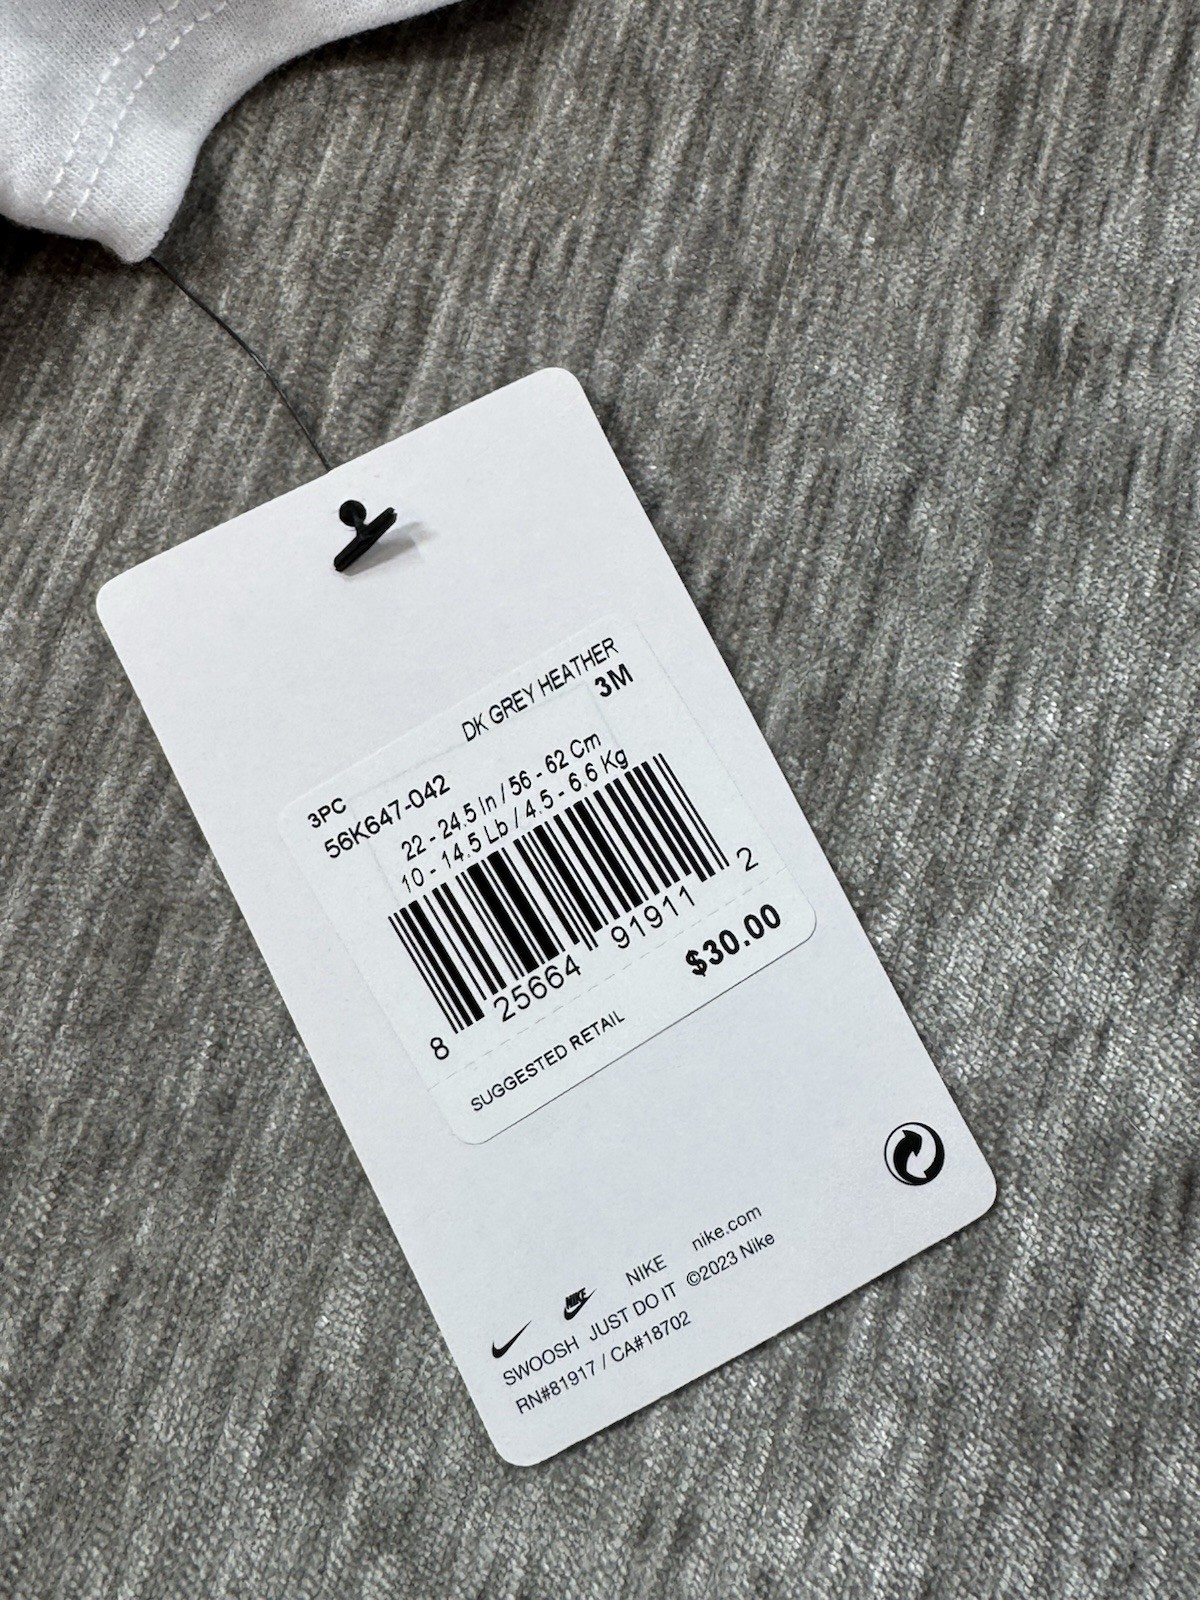 DK GREY HEATHER
3M
3PC
56K647-042
22 - 24.5 In / 56 - 62 Cm
10 - 14.5 Lb / 4.5 - 6.6 Kg
8 25664 91911 2
SUGGESTED RETAIL $30.00
NIKE NIKE nike.com
SWOOSH JUST DO IT ©2023 Nike
RN#81917 / CA#18702